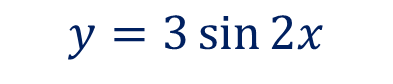 y = 3 sin 2x